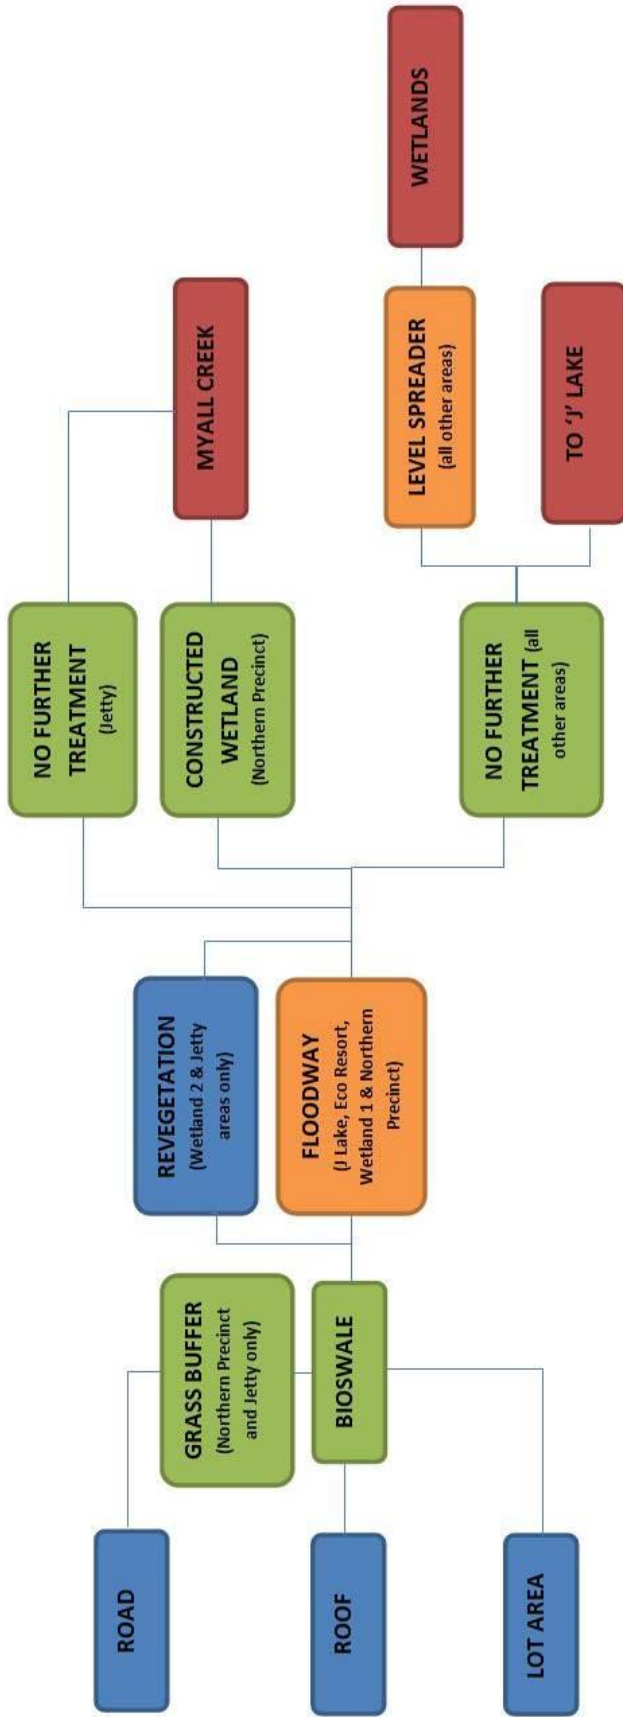 ROAD
ROOF
LOT AREA
GRASS BUFFER
(Northern Precinct
and Jetty only)
BIOSWALE
REVEGETATION
(Wetland 2 & Jetty
areas only)
FLOODWAY
(J Lake, Eco Resort,
Wetland 1 & Northern
Precinct)
NO FURTHER
TREATMENT
(Jetty)
CONSTRUCTED
WETLAND
(Northern Precinct)
NO FURTHER
TREATMENT (all
other areas)
MYALL CREEK
LEVEL SPREADER
(all other areas)
TO 'J' LAKE
WETLANDS